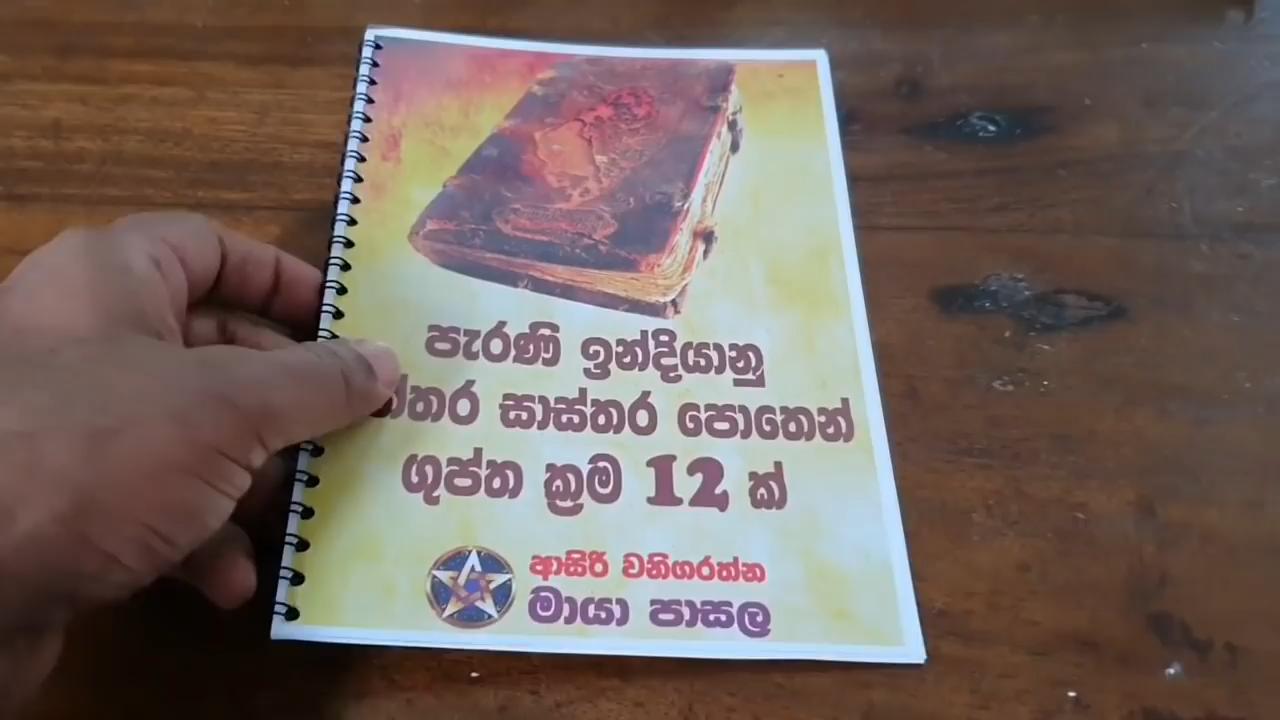 පැරණි ඉන්දියානු
සාස්තර පොතෙන්
ගුප්ත ක්‍රම 12 ක්
ආසිරි වනිගරත්න
මායා පාසල